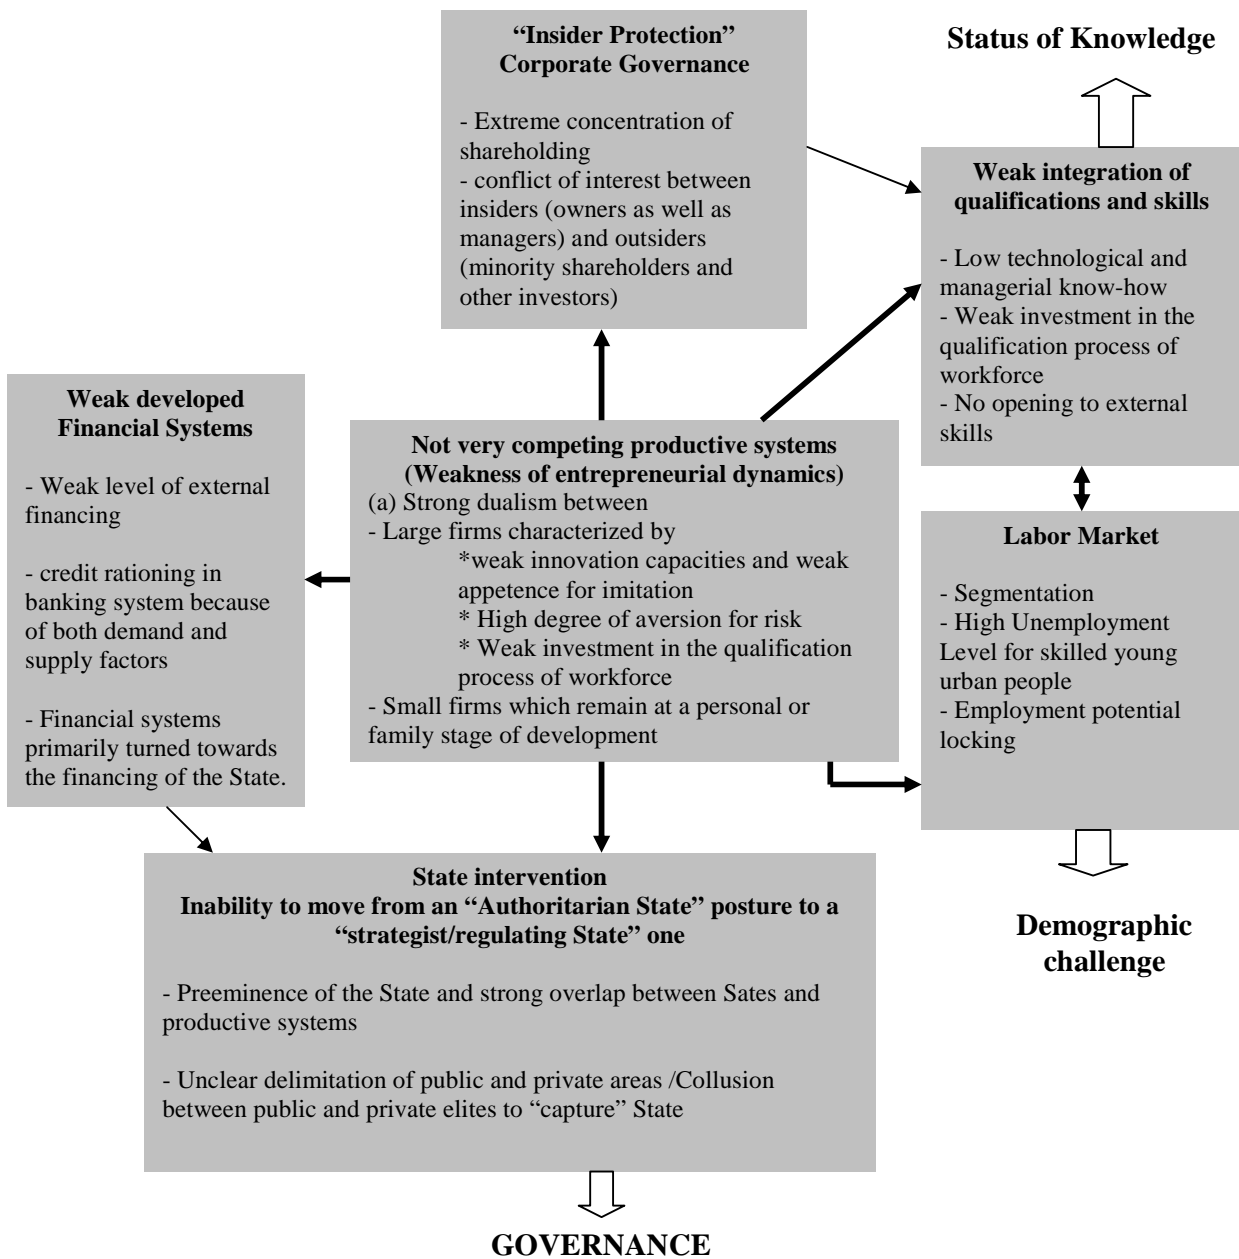 “Insider Protection”
Corporate Governance
- Extreme concentration of
shareholding
- conflict of interest between
insiders (owners as well as
managers) and outsiders
(minority shareholders and
other investors)
Status of Knowledge
Weak integration of
qualifications and skills
- Low technological and
managerial know-how
- Weak investment in the
qualification process of
workforce
- No opening to external
skills
Weak developed
Financial Systems
- Weak level of external
financing
- credit rationing in
banking system because
of both demand and
supply factors
- Financial systems
primarily turned towards
the financing of the State.
Not very competing productive systems
(Weakness of entrepreneurial dynamics)
(a) Strong dualism between
- Large firms characterized by
*weak innovation capacities and weak
appetence for imitation
* High degree of aversion for risk
* Weak investment in the qualification
process of workforce
- Small firms which remain at a personal or
family stage of development
Labor Market
- Segmentation
- High Unemployment
Level for skilled young
urban people
- Employment potential
locking
State intervention
Inability to move from an “Authoritarian State” posture to a
“strategist/regulating State” one
- Preeminence of the State and strong overlap between Sates and
productive systems
- Unclear delimitation of public and private areas /Collusion
between public and private elites to “capture” State
Demographic
challenge
GOVERNANCE